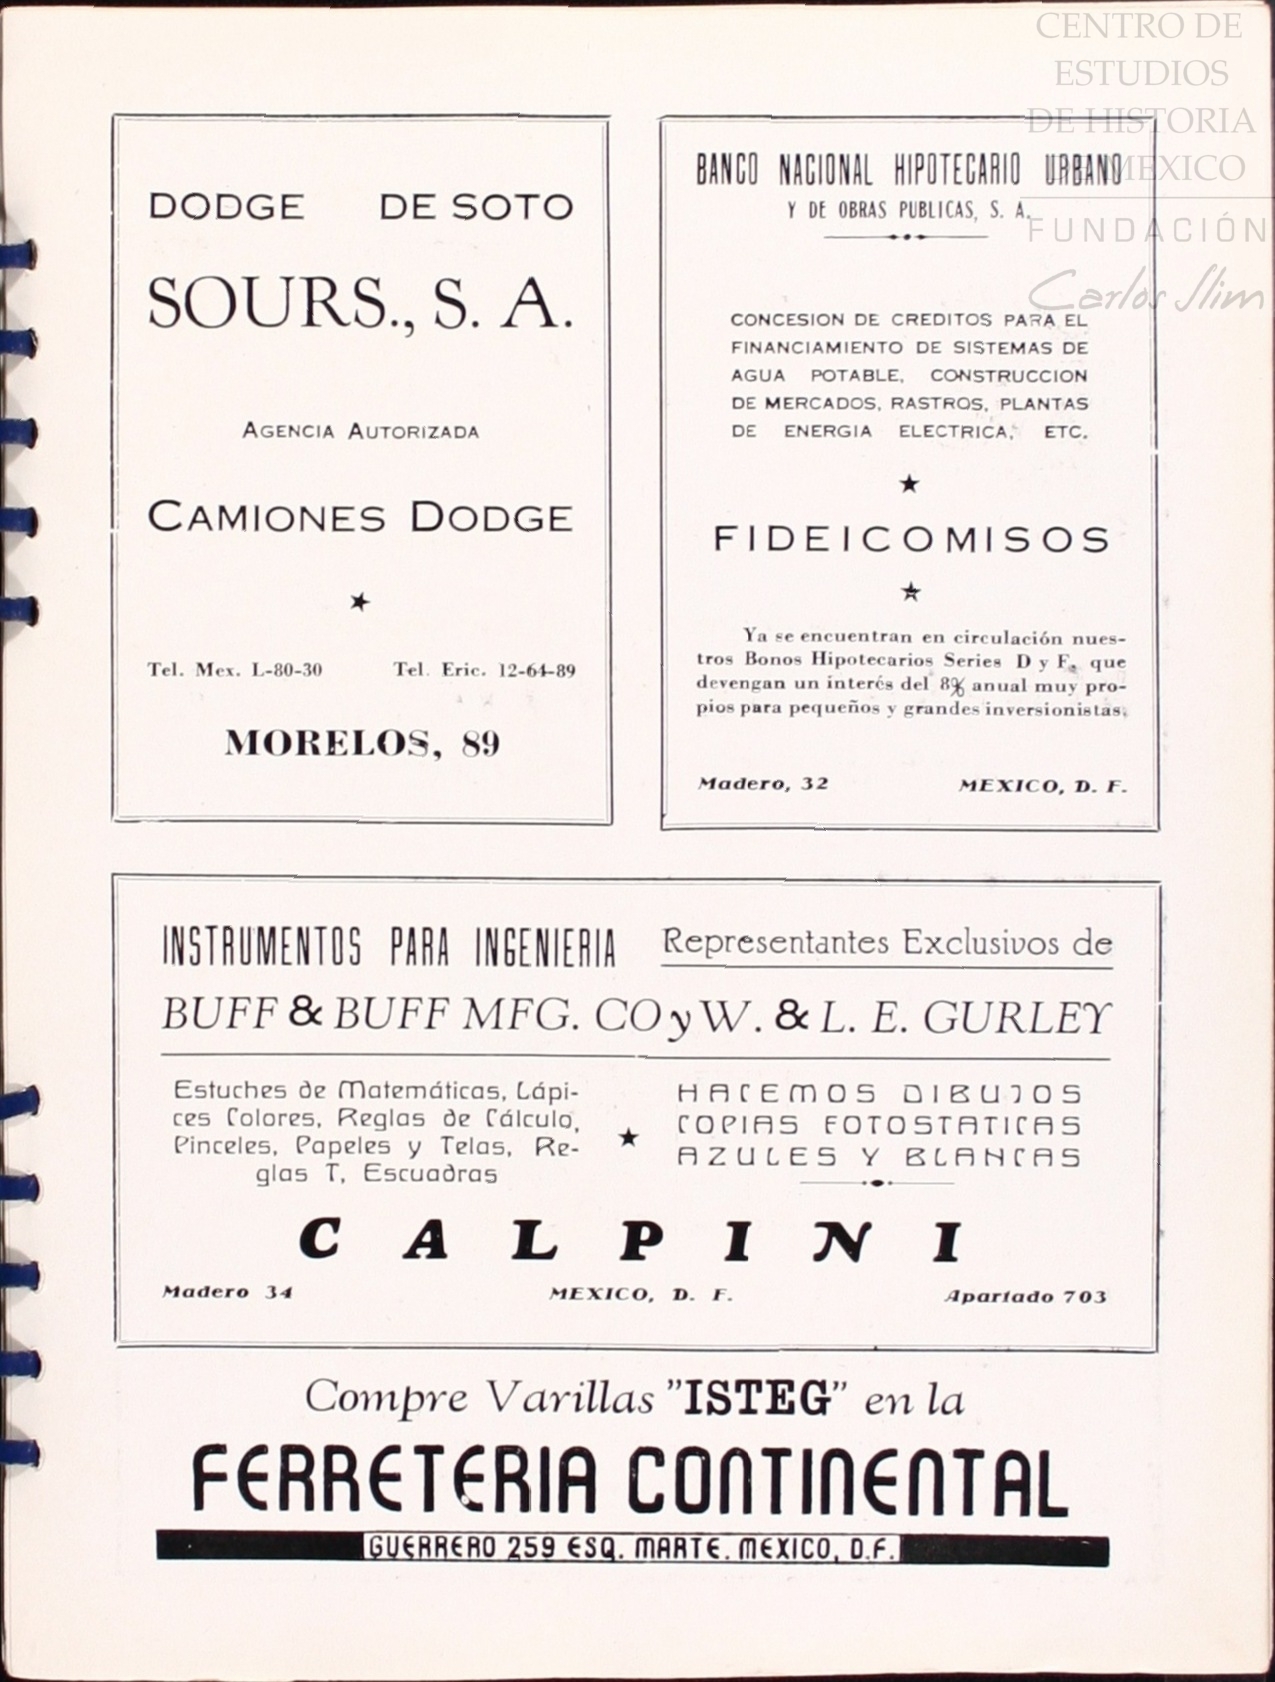 CENTRO DE
ESTUDIOS
DE HISTORIA
MEXICO
FUNDACIÓN
Carlos Slim
DODGE DE SOTO
SOURS., S. A.
AGENCIA AUTORIZADA
CAMIONES DODGE
Tel. Mex. L-80-30 Tel. Eric. 12-64-89
MORELOS, 89
BANCO NACIONAL HIPOTECARIO URBANO
Y DE OBRAS PUBLICAS, S. A.
CONCESION DE CREDITOS PARA EL
FINANCIAMIENTO DE SISTEMAS DE
AGUA POTABLE, CONSTRUCCION
DE MERCADOS, RASTROS, PLANTAS
DE ENERGIA ELECTRICA, ETC.
FIDEICOMISOS
Ya se encuentran en circulación nues-
tros Bonos Hipotecarios Series D y F, que
devengan un interés del 8% anual muy pro-
pios para pequeños y grandes inversionistas.
Madero, 32 MEXICO, D. F.
INSTRUMENTOS PARA INGENIERIA Representantes Exclusivos de
BUFF & BUFF MFG. CO y W. & L. E. GURLEY
Estuches de Matemáticas, Lápi-
ces Colores, Reglas de Cálculo,
Pinceles, Papeles y Telas, Re-
glas T, Escuadras
HACEMOS DIBUJOS
COPIAS FOTOSTATICAS
AZULES Y BLANCAS
CALPINI
Madero 34 MEXICO, D. F. Apartado 703
Compre Varillas "ISTEG" en la
FERRETERIA CONTINENTAL
GUERRERO 259 ESQ. MARTE. MEXICO, D.F.